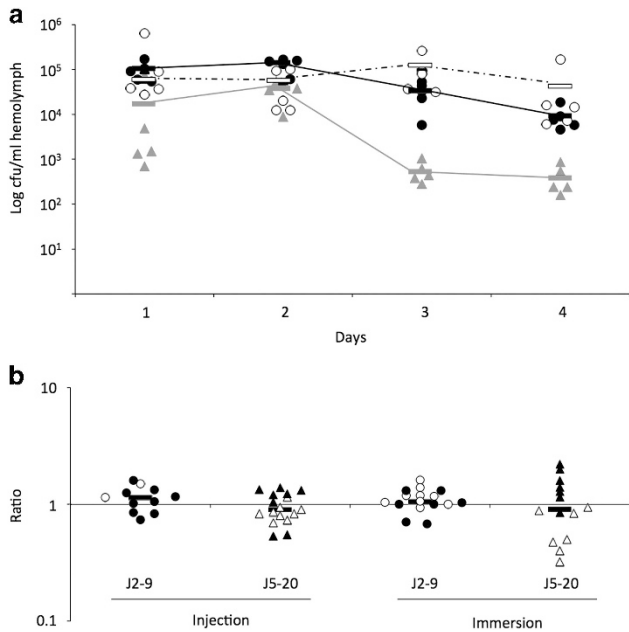 a
10⁶
10⁵
10⁴
10³
10²
10¹
Log cfu/ml hemolymph
1 2 3 4
Days
b
10
1
0.1
Ratio
J2-9 J5-20 J2-9 J5-20
Injection Immersion